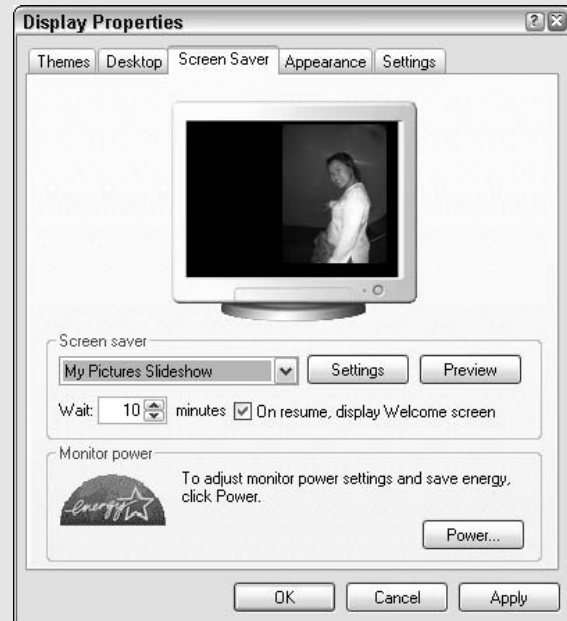 Display Properties
Themes Desktop Screen Saver Appearance Settings
Screen saver
My Pictures Slideshow Settings Preview
Wait: 10 minutes On resume, display Welcome screen
Monitor power
energy To adjust monitor power settings and save energy,
click Power.
Power...
OK Cancel Apply